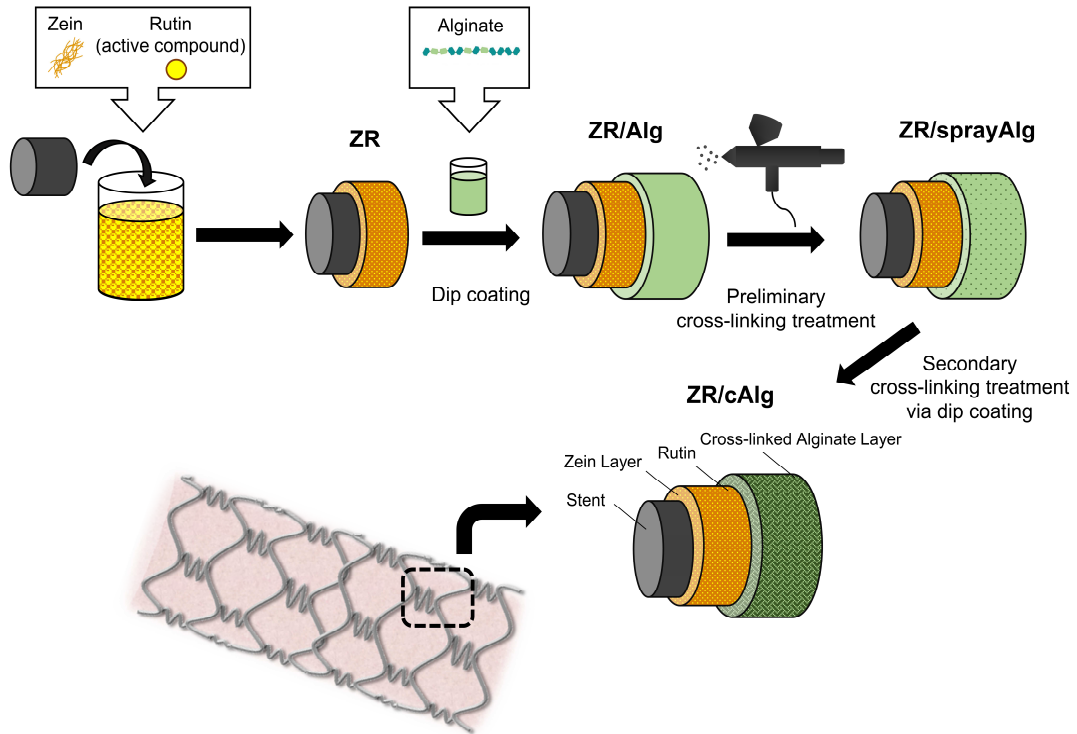 Zein
Rutin
(active compound)
Alginate
ZR
ZR/Alg
ZR/sprayAlg
Dip coating
Preliminary
cross-linking treatment
Secondary
cross-linking treatment
via dip coating
ZR/cAlg
Cross-linked Alginate Layer
Rutin
Zein Layer
Stent